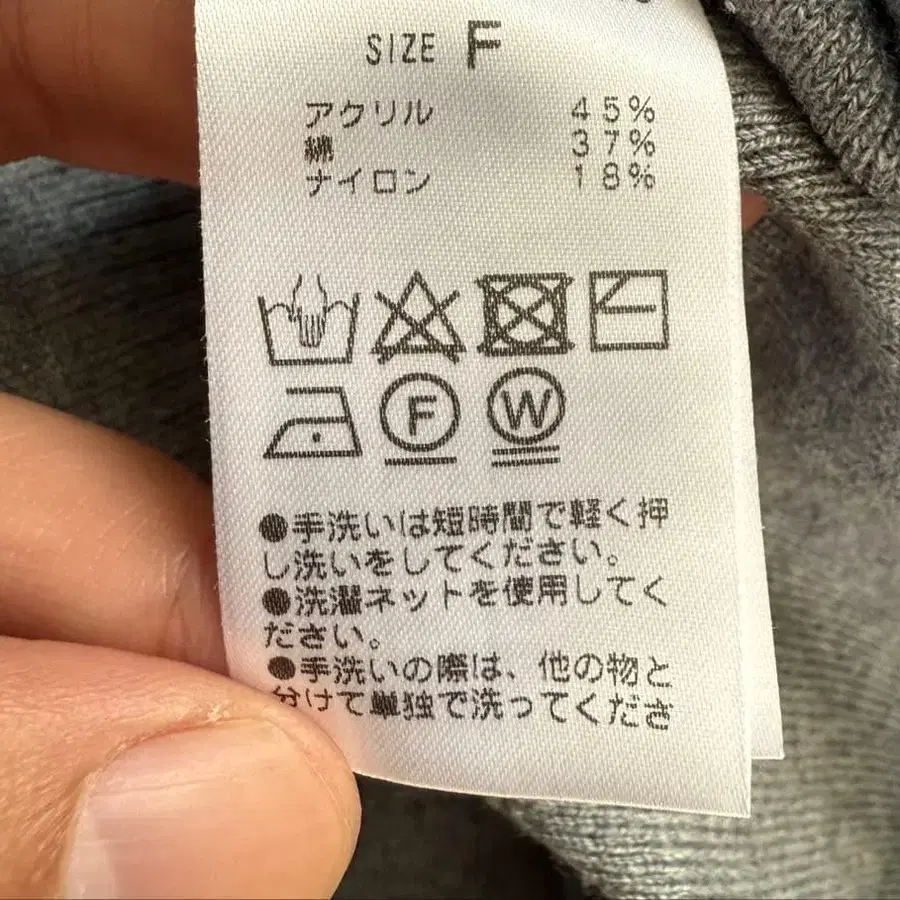 SIZE F
アクリル 45%
綿 37%
ナイロン 18%
F W
●手洗いは短時間で軽く押
し洗いをしてください。
●洗濯ネットを使用してく
ださい。
●手洗いの際は、他の物と
分けて単独で洗ってくださ